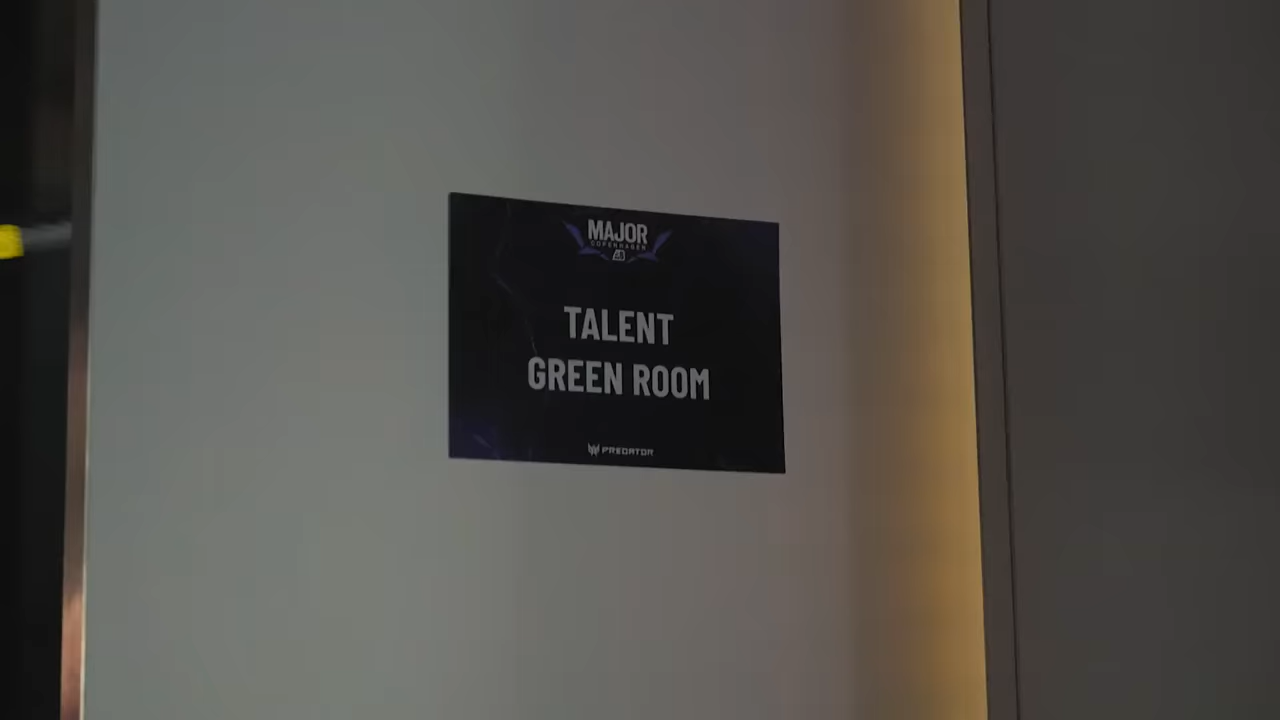 MAJOR
COPENHAGEN
TALENT
GREEN ROOM
PREDATOR